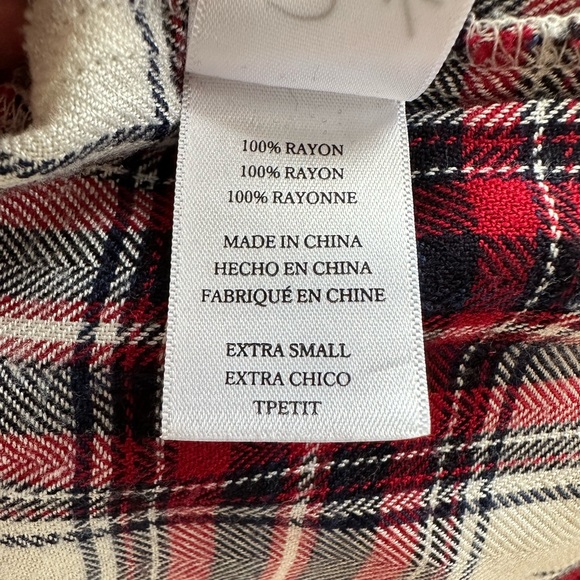 100% RAYON
100% RAYON
100% RAYONNE
MADE IN CHINA
HECHO EN CHINA
FABRIQUÉ EN CHINE
EXTRA SMALL
EXTRA CHICO
TPETIT